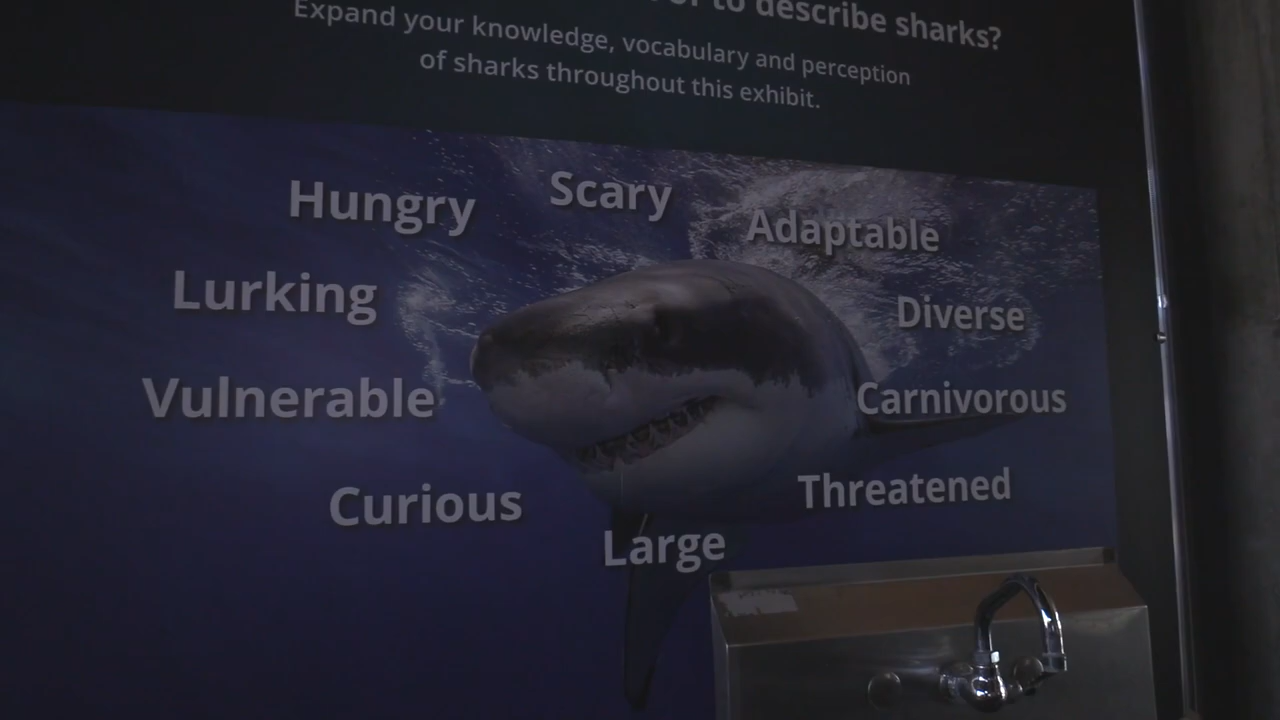 to describe sharks?
Expand your knowledge, vocabulary and perception
of sharks throughout this exhibit.
Hungry
Scary
Adaptable
Lurking
Diverse
Vulnerable
Carnivorous
Curious
Threatened
Large